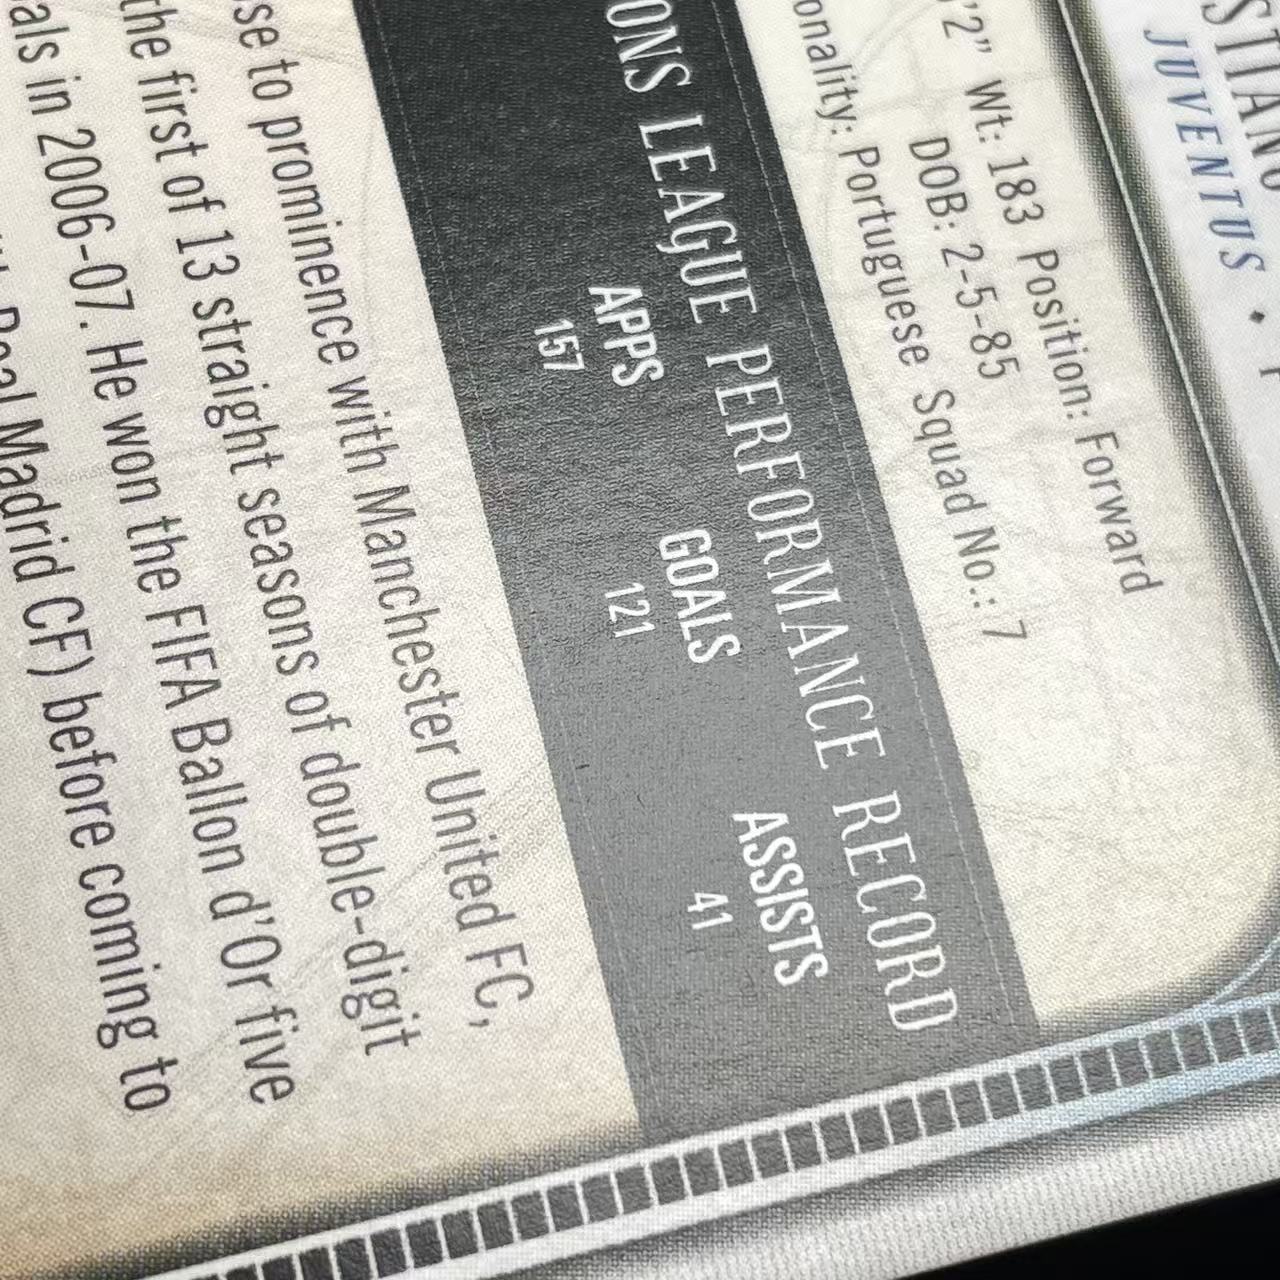 STIANO
JUVENTUS •
'2" Wt: 183 Position: Forward
DOB: 2-5-85
onality: Portuguese Squad No.: 7
ONS LEAGUE PERFORMANCE RECORD
APPS GOALS ASSISTS
157 121 41
se to prominence with Manchester United FC,
the first of 13 straight seasons of double-digit
als in 2006-07. He won the FIFA Ballon d'Or five
Real Madrid CF) before coming to